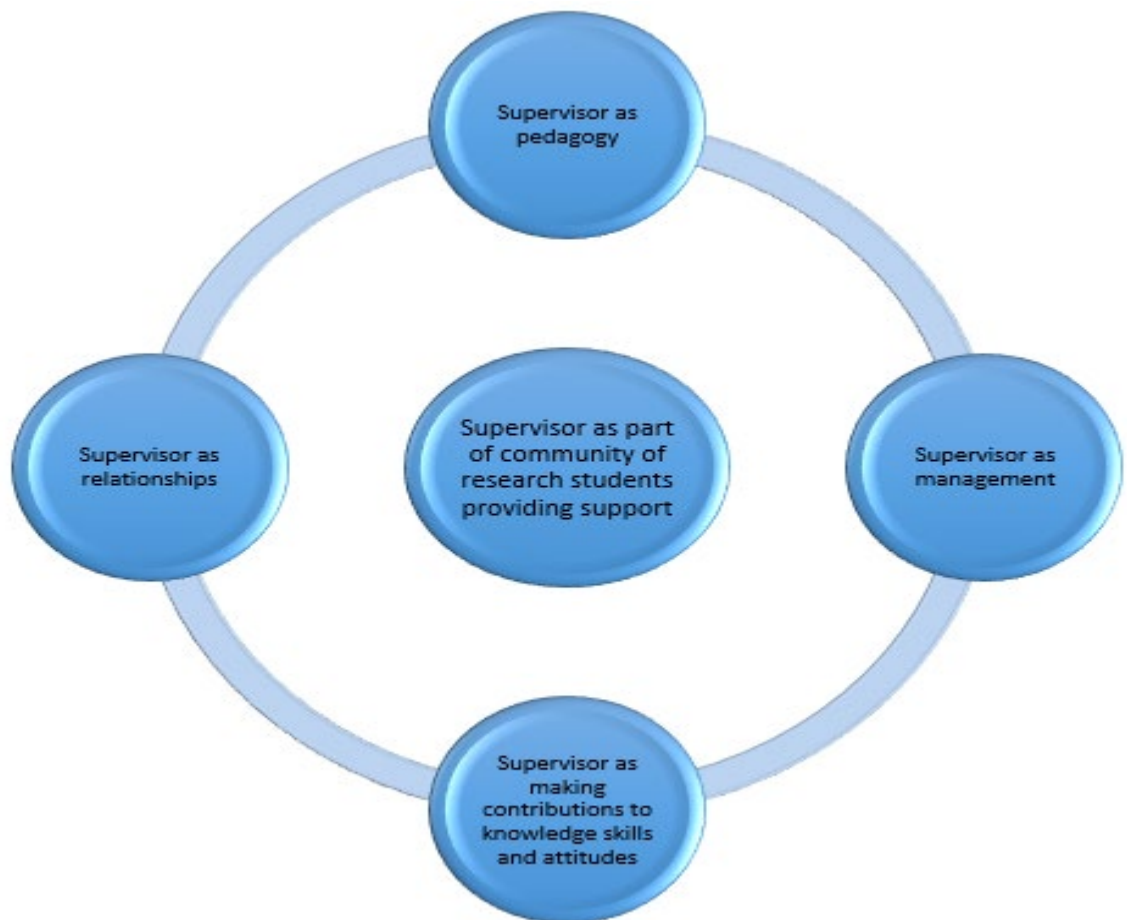 Supervisor as
pedagogy
Supervisor as
relationships
Supervisor as part
of community of
research students
providing support
Supervisor as
management
Supervisor as
making
contributions to
knowledge skills
and attitudes